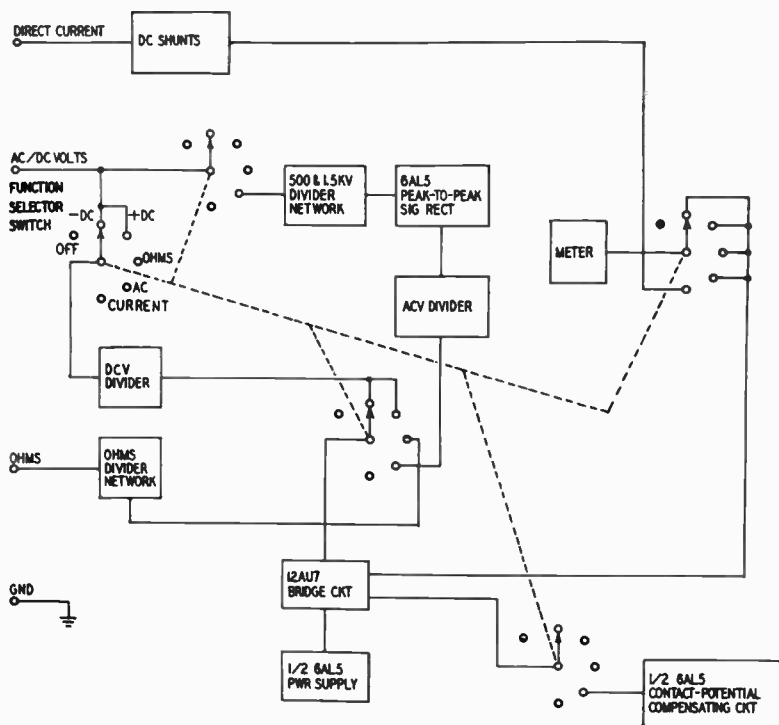 DIRECT CURRENT
DC SHUNTS
AC/DC VOLTS
FUNCTION
SELECTOR
SWITCH
-DC
+DC
OFF
OHMS
AC
CURRENT
500 & 1.5KV
DIVIDER
NETWORK
6AL5
PEAK-TO-PEAK
SIG RECT
METER
ACV DIVIDER
DCV
DIVIDER
OHMS
OHMS
DIVIDER
NETWORK
GND
12AU7
BRIDGE CKT
1/2 6AL5
PWR SUPPLY
1/2 6AL5
CONTACT-POTENTIAL
COMPENSATING CKT